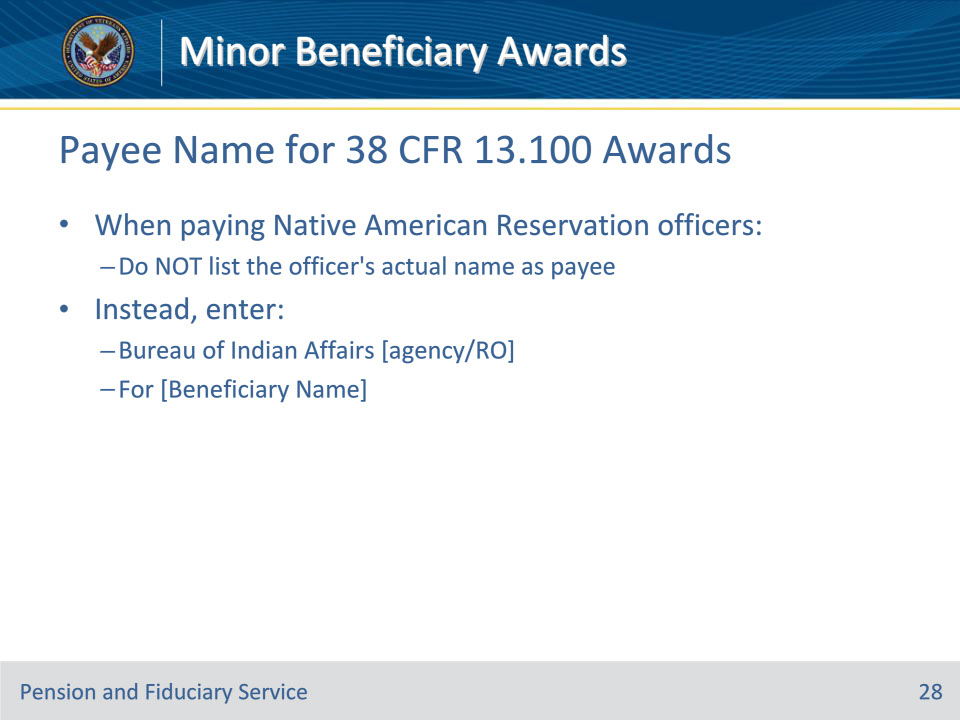 Minor Beneficiary Awards
Payee Name for 38 CFR 13.100 Awards
• When paying Native American Reservation officers:
–Do NOT list the officer's actual name as payee
• Instead, enter:
–Bureau of Indian Affairs [agency/RO]
–For [Beneficiary Name]
Pension and Fiduciary Service
28